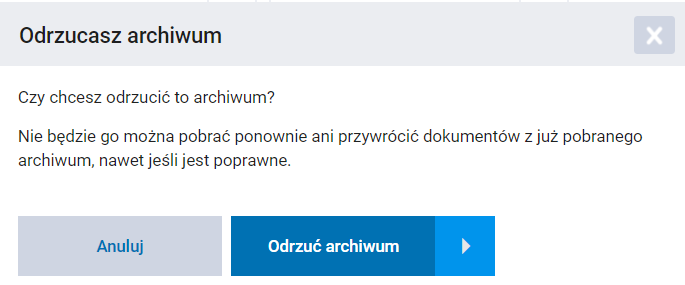 Odrzucasz archiwum
Czy chcesz odrzucić to archiwum?
Nie będzie go można pobrać ponownie ani przywrócić dokumentów z już pobranego
archiwum, nawet jeśli jest poprawne.
Anuluj
Odrzuć archiwum